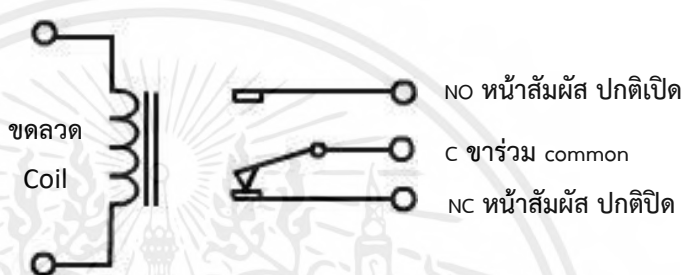 ขดลวด
Coil
NO หน้าสัมผัส ปกติเปิด
C ขาร่วม common
NC หน้าสัมผัส ปกติปิด